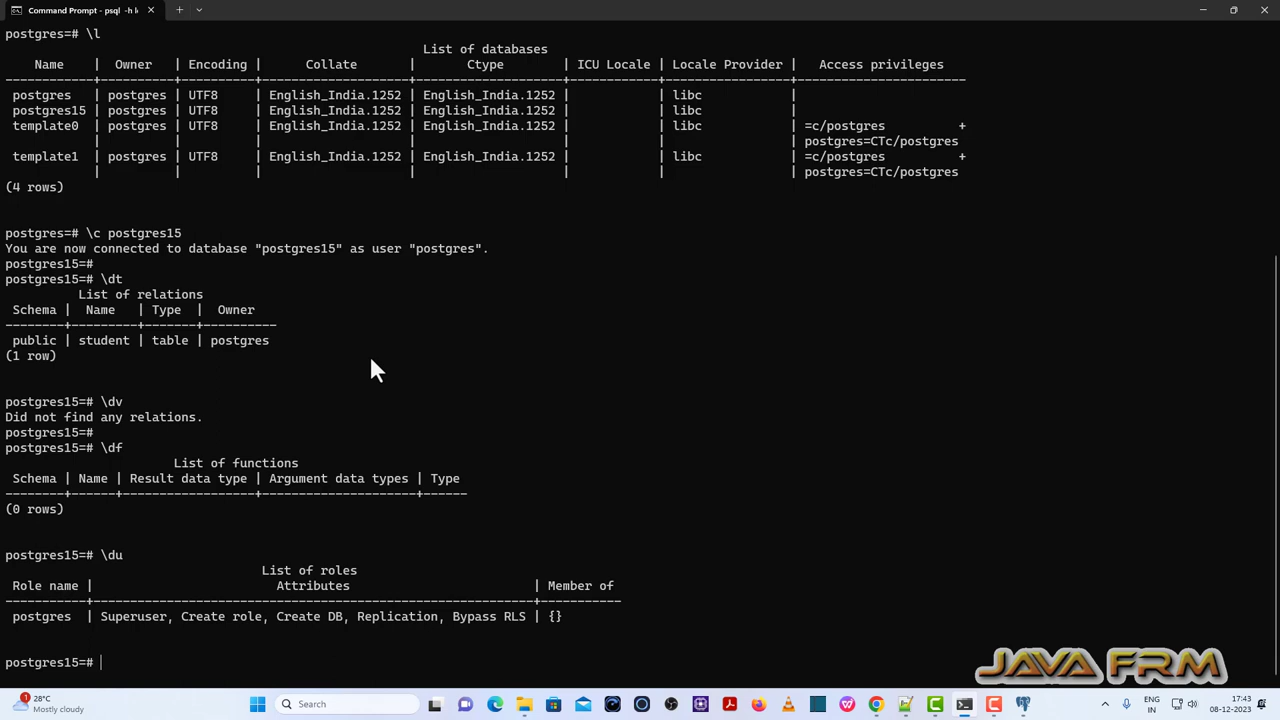 Command Prompt - psql -h l
postgres=# \l
List of databases
Name | Owner | Encoding | Collate | Ctype | ICU Locale | Locale Provider | Access privileges
-----------+----------+----------+--------------------+--------------------+------------+-----------------+-----------------------
postgres | postgres | UTF8 | English_India.1252 | English_India.1252 | | libc |
postgres15 | postgres | UTF8 | English_India.1252 | English_India.1252 | | libc |
template0 | postgres | UTF8 | English_India.1252 | English_India.1252 | | libc | =c/postgres +
| | | | | | | postgres=CTc/postgres
template1 | postgres | UTF8 | English_India.1252 | English_India.1252 | | libc | =c/postgres +
| | | | | | | postgres=CTc/postgres
(4 rows)
postgres=# \c postgres15
You are now connected to database "postgres15" as user "postgres".
postgres15=#
postgres15=# \dt
List of relations
Schema | Name | Type | Owner
--------+---------+-------+----------
public | student | table | postgres
(1 row)
postgres15=# \dv
Did not find any relations.
postgres15=#
postgres15=# \df
List of functions
Schema | Name | Result data type | Argument data types | Type
--------+------+------------------+---------------------+------
(0 rows)
postgres15=# \du
List of roles
Role name | Attributes | Member of
-----------+------------------------------------------------------------+-----------
postgres | Superuser, Create role, Create DB, Replication, Bypass RLS | {}
postgres15=#
JAVA FRM
1
28°C
Mostly cloudy
Search
ENG
IN
17:43
08-12-2023